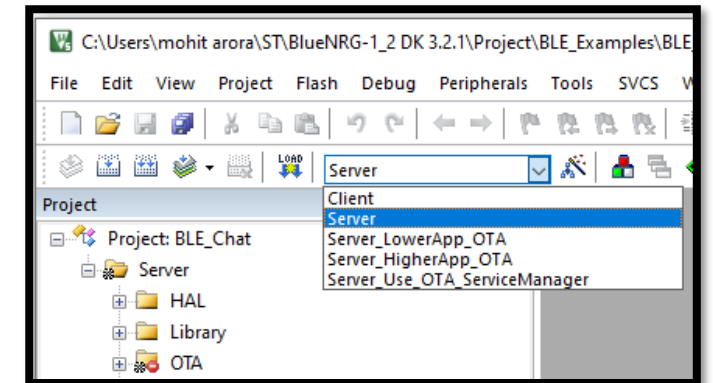 C:\Users\mohit arora\ST\BlueNRG-1_2 DK 3.2.1\Project\BLE_Examples\BLE_
File Edit View Project Flash Debug Peripherals Tools SVCS W
LOAD Server
Project
Client
Server
Server_LowerApp_OTA
Server_HigherApp_OTA
Server_Use_OTA_ServiceManager
Project: BLE_Chat
Server
HAL
Library
OTA